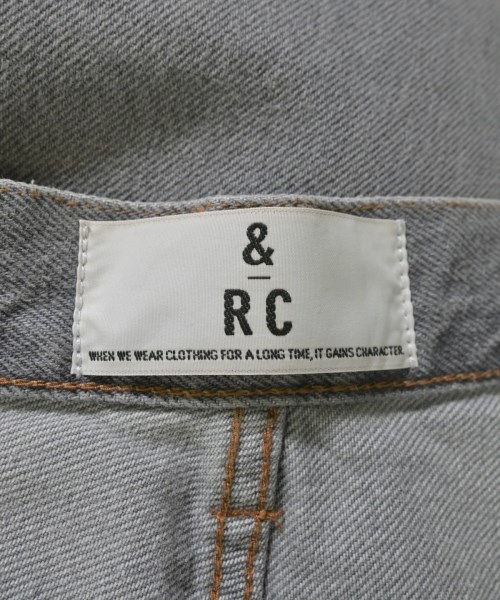 &
RC
WHEN WE WEAR CLOTHING FOR A LONG TIME, IT GAINS CHARACTER.